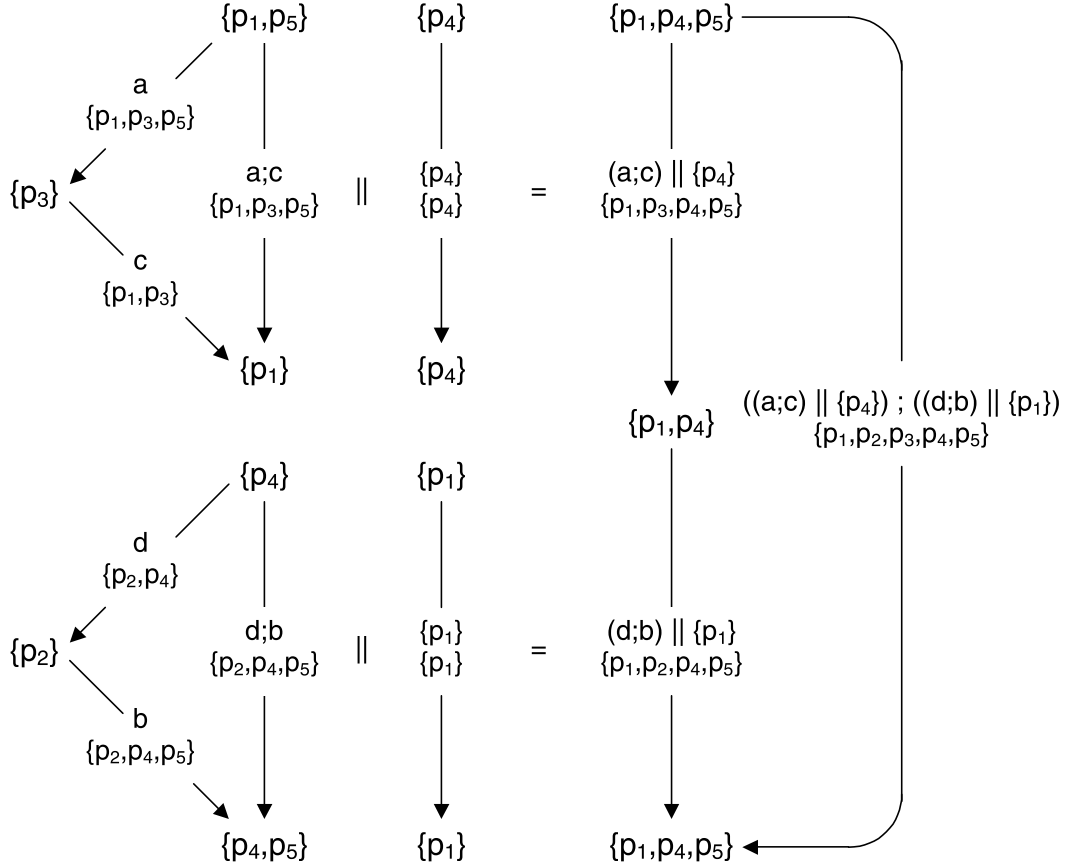 {p₁,p₅} {p₄} {p₁,p₄,p₅}
a
{p₁,p₃,p₅}
{p₃} a;c || {p₄} = (a;c) || {p₄}
{p₁,p₃,p₅} {p₄} {p₁,p₃,p₄,p₅}
c
{p₁,p₃}
{p₁} {p₄}
((a;c) || {p₄}) ; ((d;b) || {p₁})
{p₁,p₄} {p₁,p₂,p₃,p₄,p₅}
{p₄} {p₁}
d
{p₂,p₄}
{p₂} d;b || {p₁} = (d;b) || {p₁}
{p₂,p₄,p₅} {p₁} {p₁,p₂,p₄,p₅}
b
{p₂,p₄,p₅}
{p₄,p₅} {p₁} {p₁,p₄,p₅}